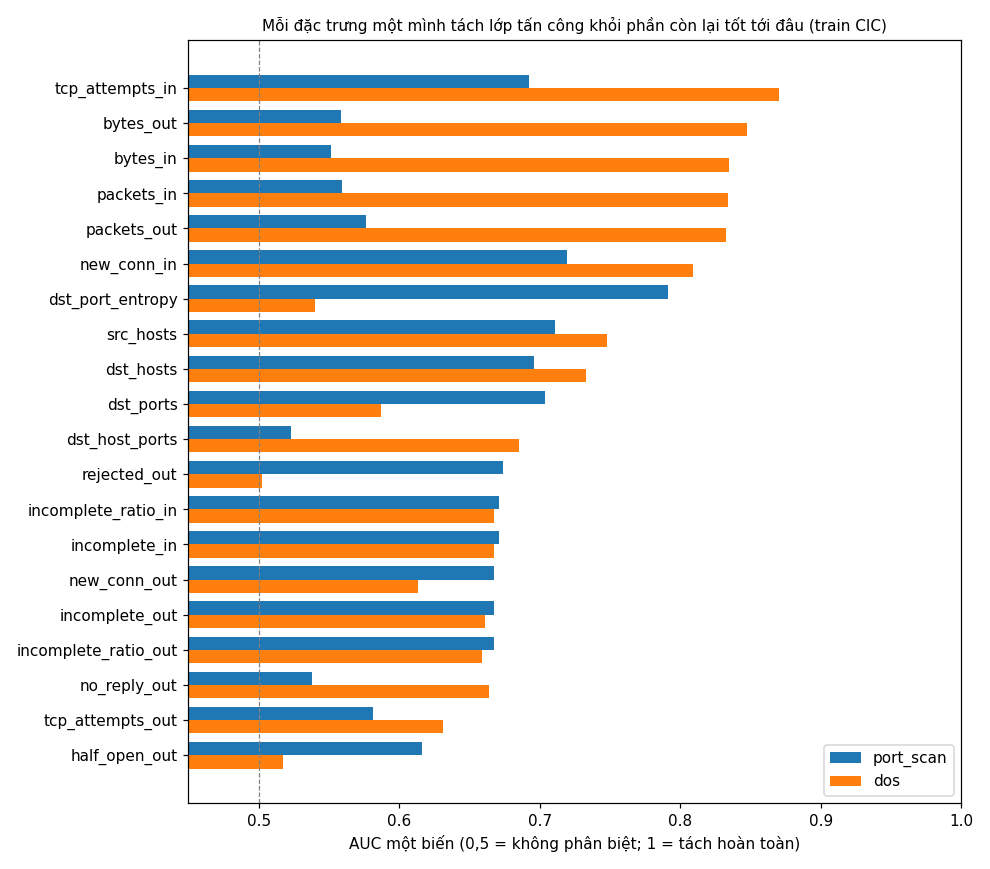 Mỗi đặc trưng một mình tách lớp tấn công khỏi phần còn lại tốt tới đâu (train CIC)
tcp_attempts_in
bytes_out
bytes_in
packets_in
packets_out
new_conn_in
dst_port_entropy
src_hosts
dst_hosts
dst_ports
dst_host_ports
rejected_out
incomplete_ratio_in
incomplete_in
new_conn_out
incomplete_out
incomplete_ratio_out
no_reply_out
tcp_attempts_out
half_open_out
port_scan
dos
0.5 0.6 0.7 0.8 0.9 1.0
AUC một biến (0,5 = không phân biệt; 1 = tách hoàn toàn)